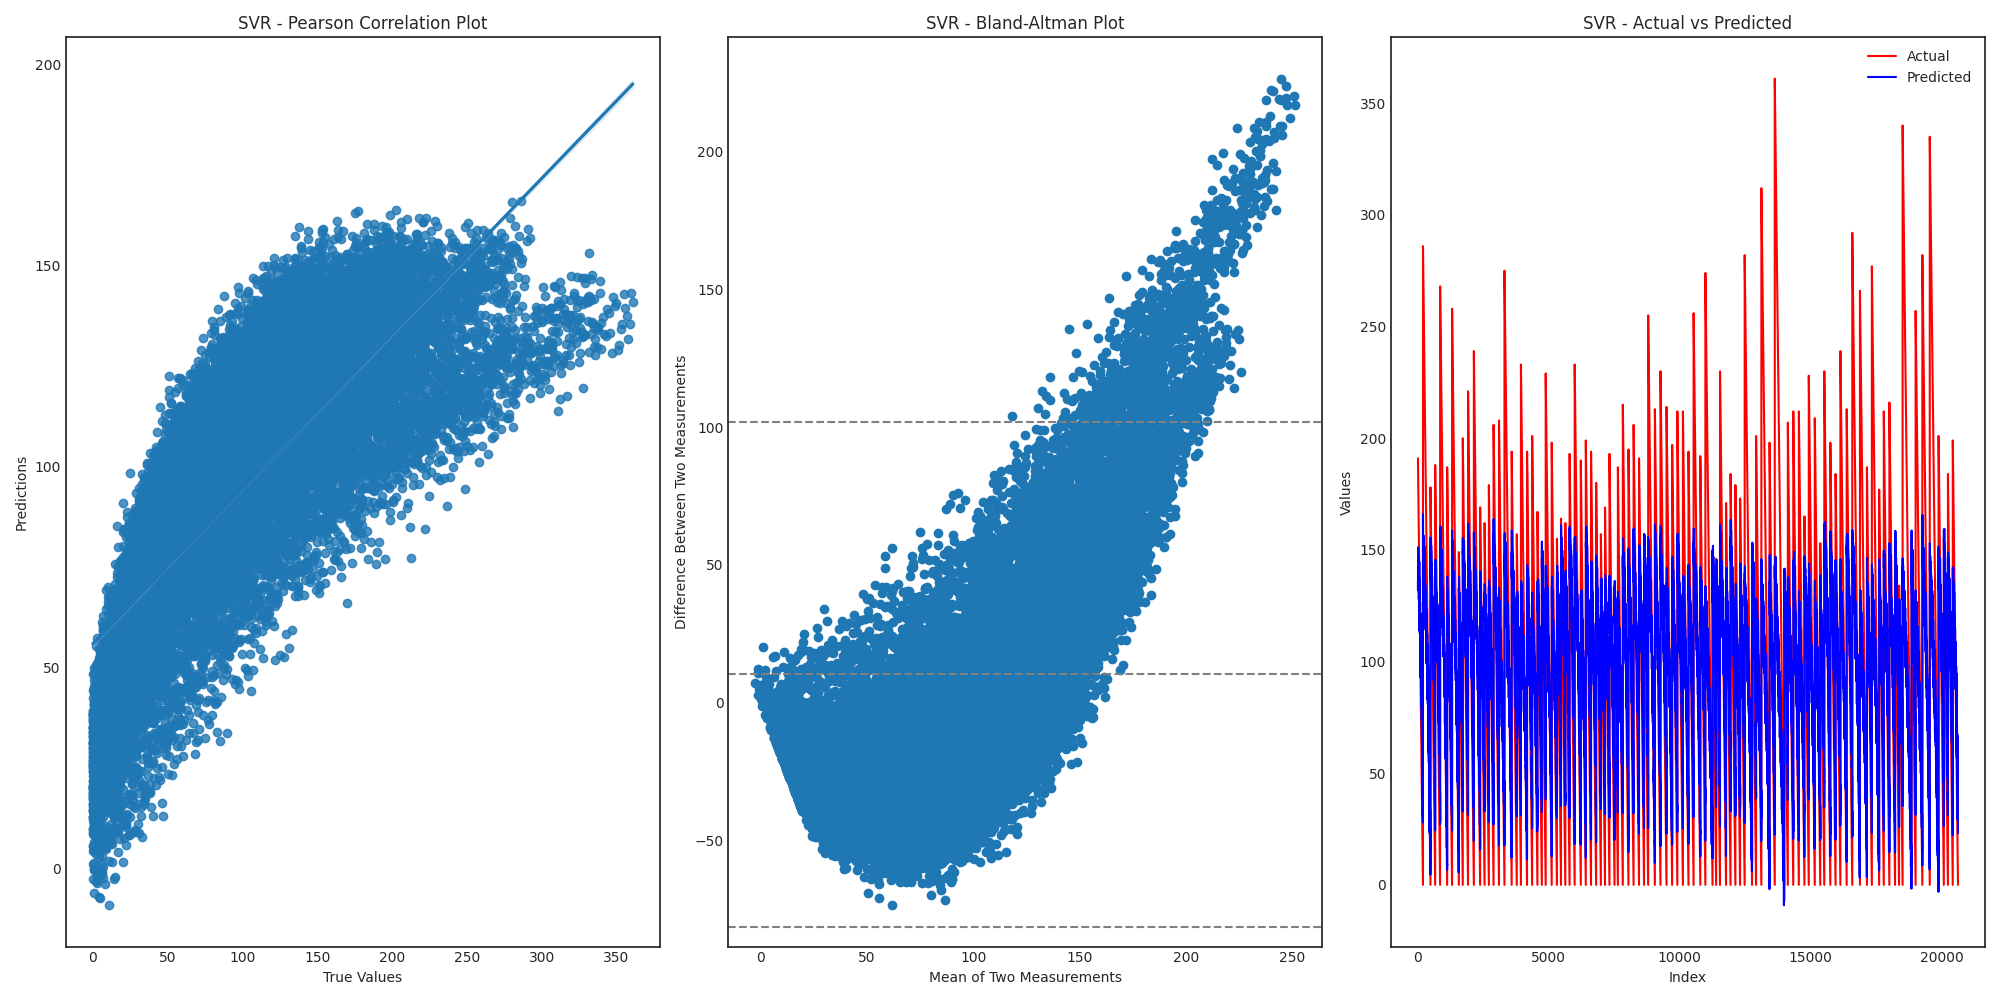 SVR - Pearson Correlation Plot
200
150
100
50
0
Predictions
0 50 100 150 200 250 300 350
True Values
SVR - Bland-Altman Plot
200
150
100
50
0
−50
Difference Between Two Measurements
0 50 100 150 200 250
Mean of Two Measurements
SVR - Actual vs Predicted
Actual
Predicted
350
300
250
200
150
100
50
0
Values
0 5000 10000 15000 20000
Index